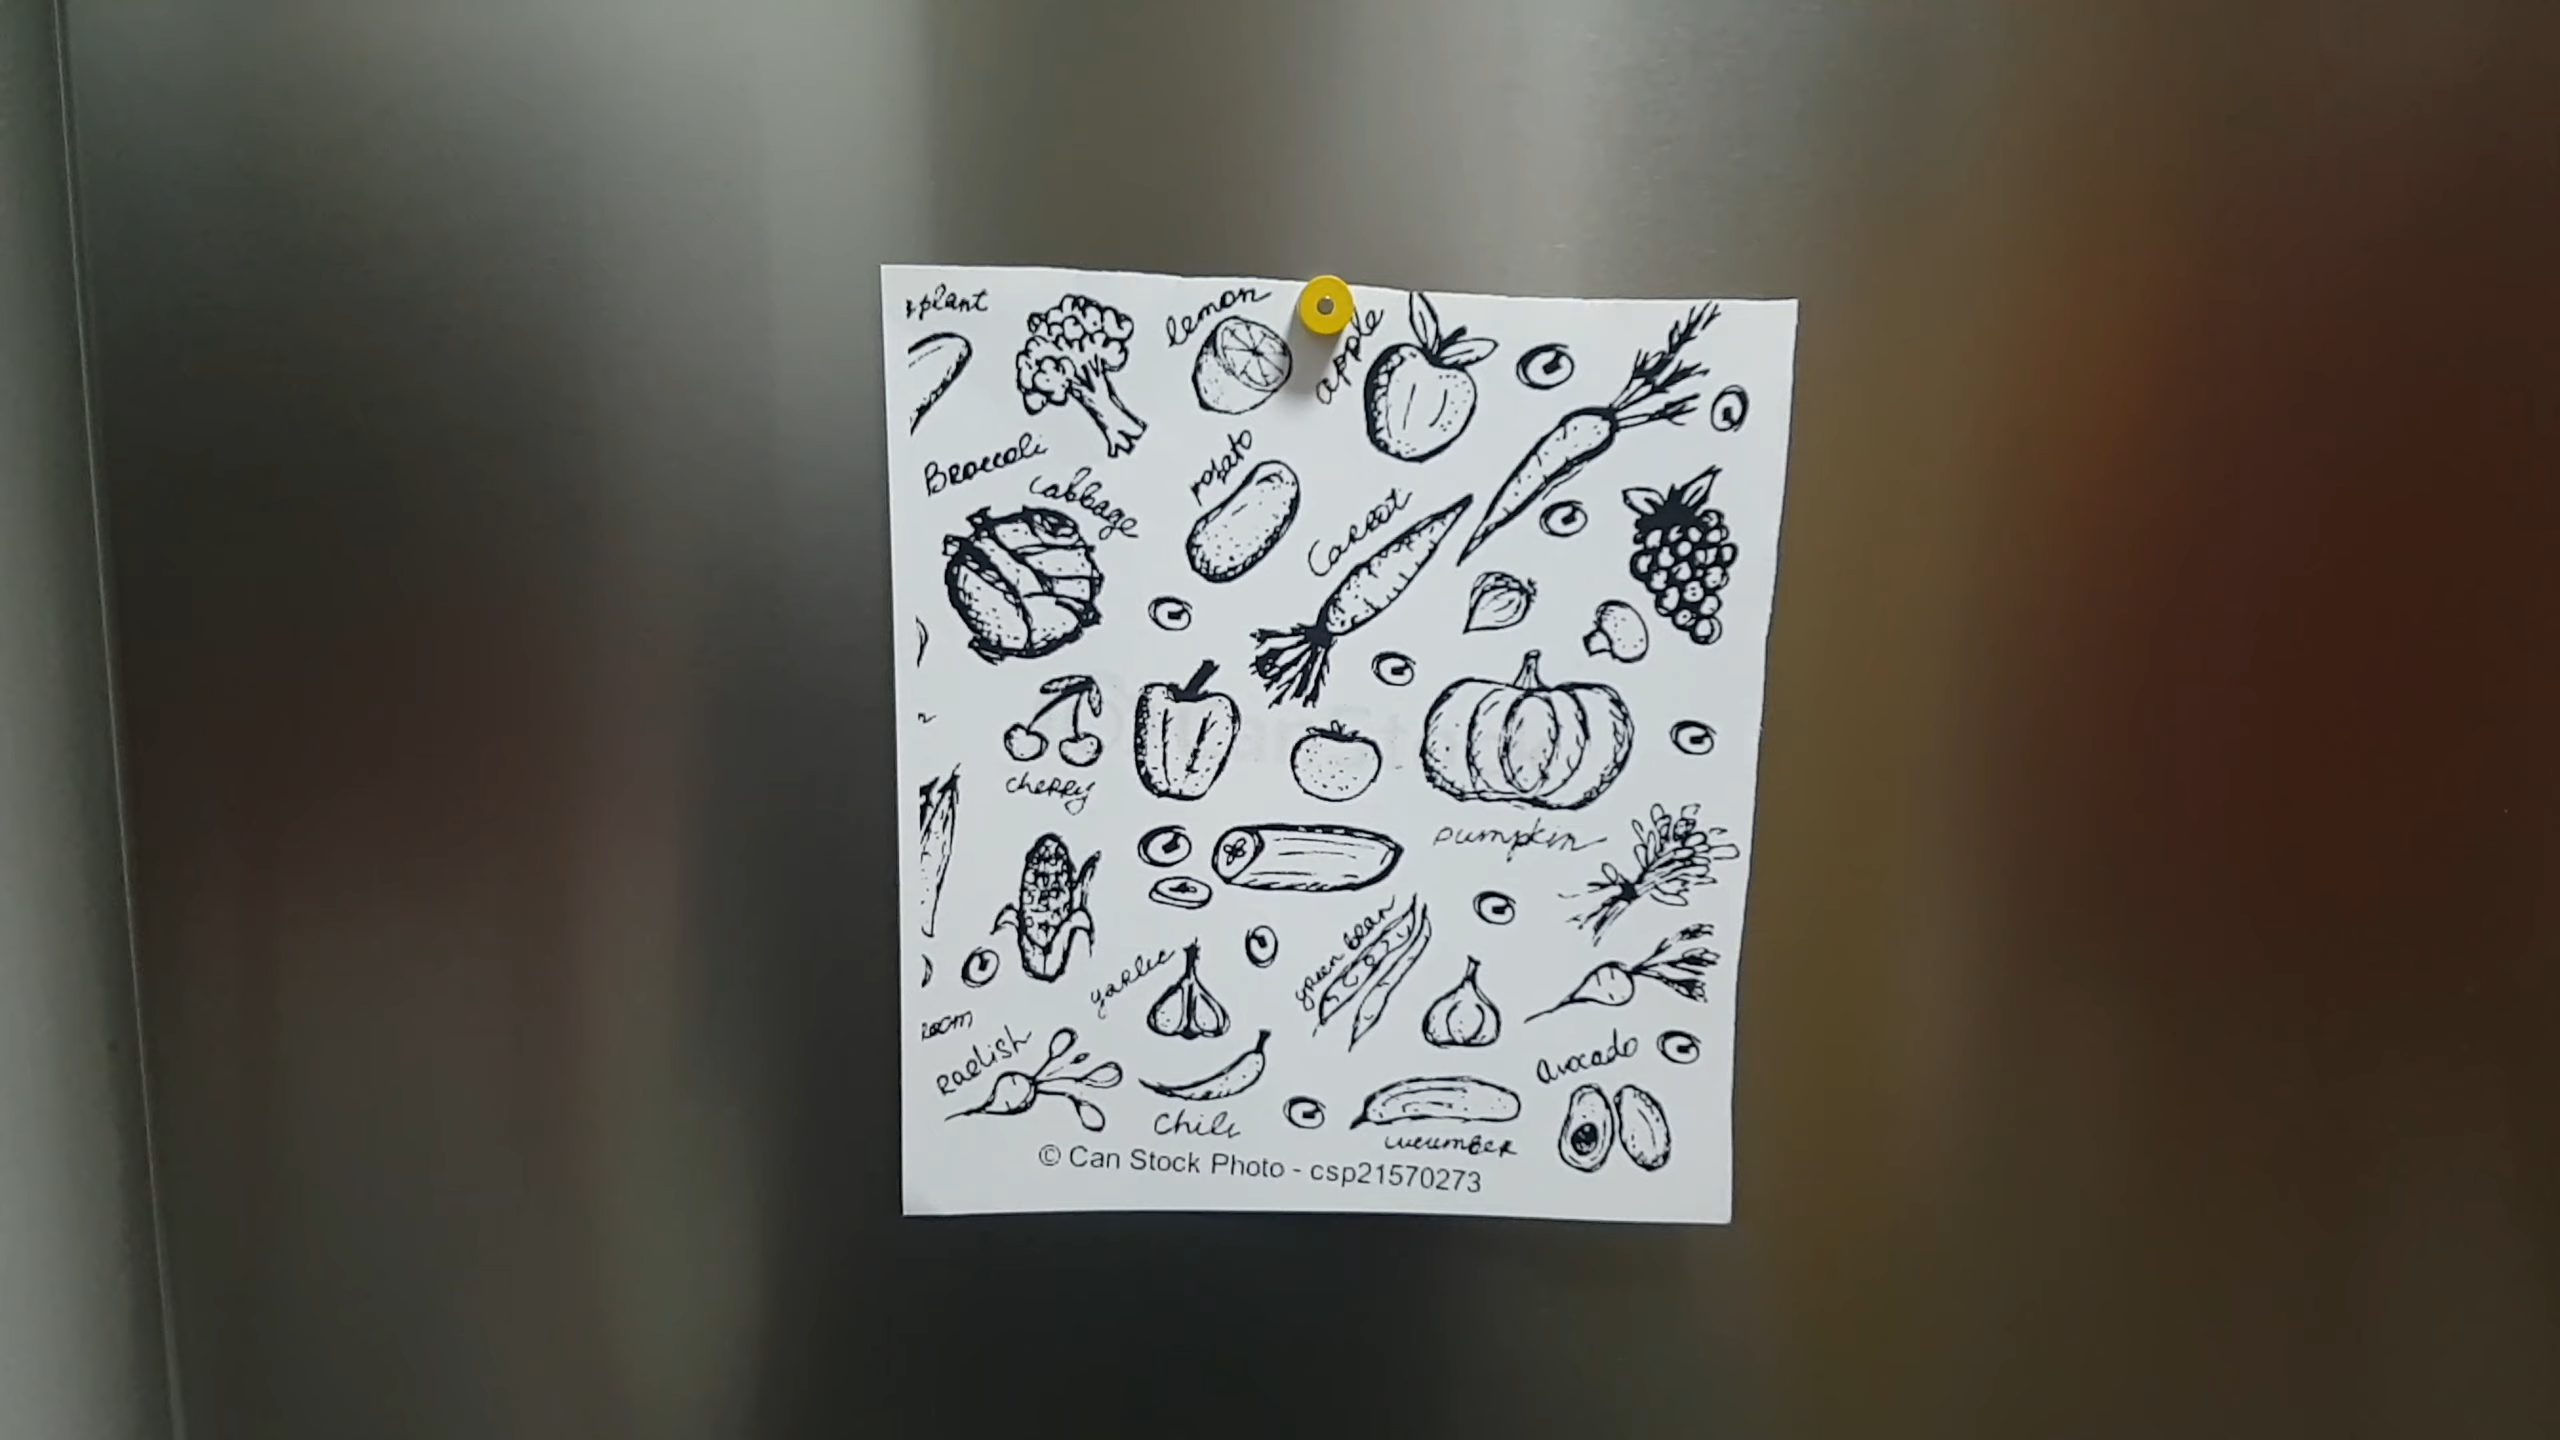 plant
lemon
apple
Broccoli
Cabbage
potato
Carrot
cherry
pumpkin
garlic
green bean
room
radish
avocado
Chili
cucumber
© Can Stock Photo - csp21570273